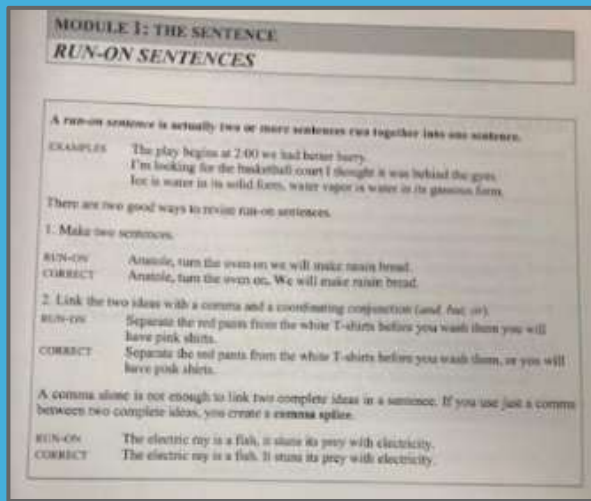 MODULE 1: THE SENTENCE
RUN-ON SENTENCES
A run-on sentence is actually two or more sentences run together into one sentence.
EXAMPLES The play begins at 2:00 we had better hurry.
I'm looking for the basketball court I thought it was behind the gym.
Ice is water in its solid form, water vapor is water in its gaseous form.
There are two good ways to revise run-on sentences.
1. Make two sentences.
RUN-ON Anatole, turn the oven on we will make raisin bread.
CORRECT Anatole, turn the oven on. We will make raisin bread.
2. Link the two ideas with a comma and a coordinating conjunction (and, but, or).
RUN-ON Separate the red pants from the white T-shirts before you wash them you will
have pink shirts.
CORRECT Separate the red pants from the white T-shirts before you wash them, or you will
have pink shirts.
A comma alone is not enough to link two complete ideas in a sentence. If you use just a comma
between two complete ideas, you create a comma splice.
RUN-ON The electric ray is a fish, it stuns its prey with electricity.
CORRECT The electric ray is a fish. It stuns its prey with electricity.